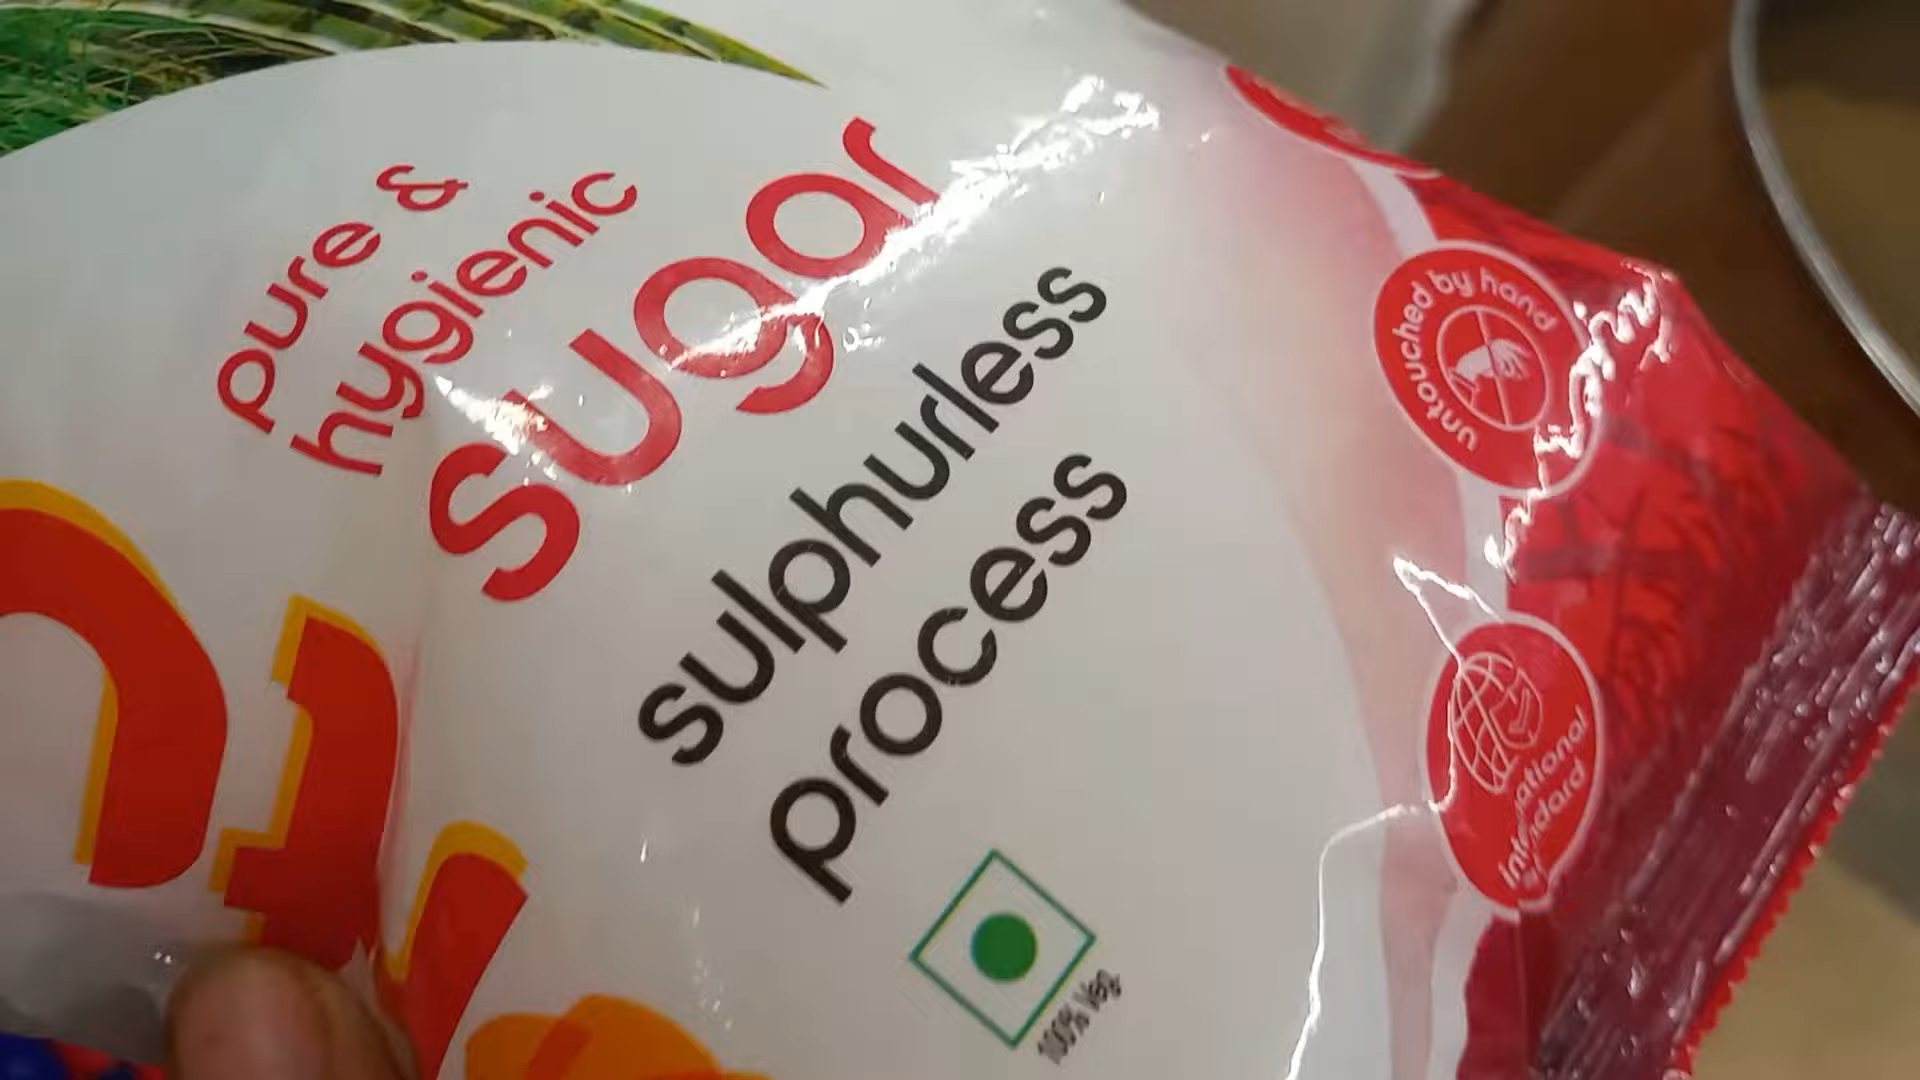 pure &
hygienic
sugar
sulphurless
process
100% Veg
untouched by hand
International
Standard